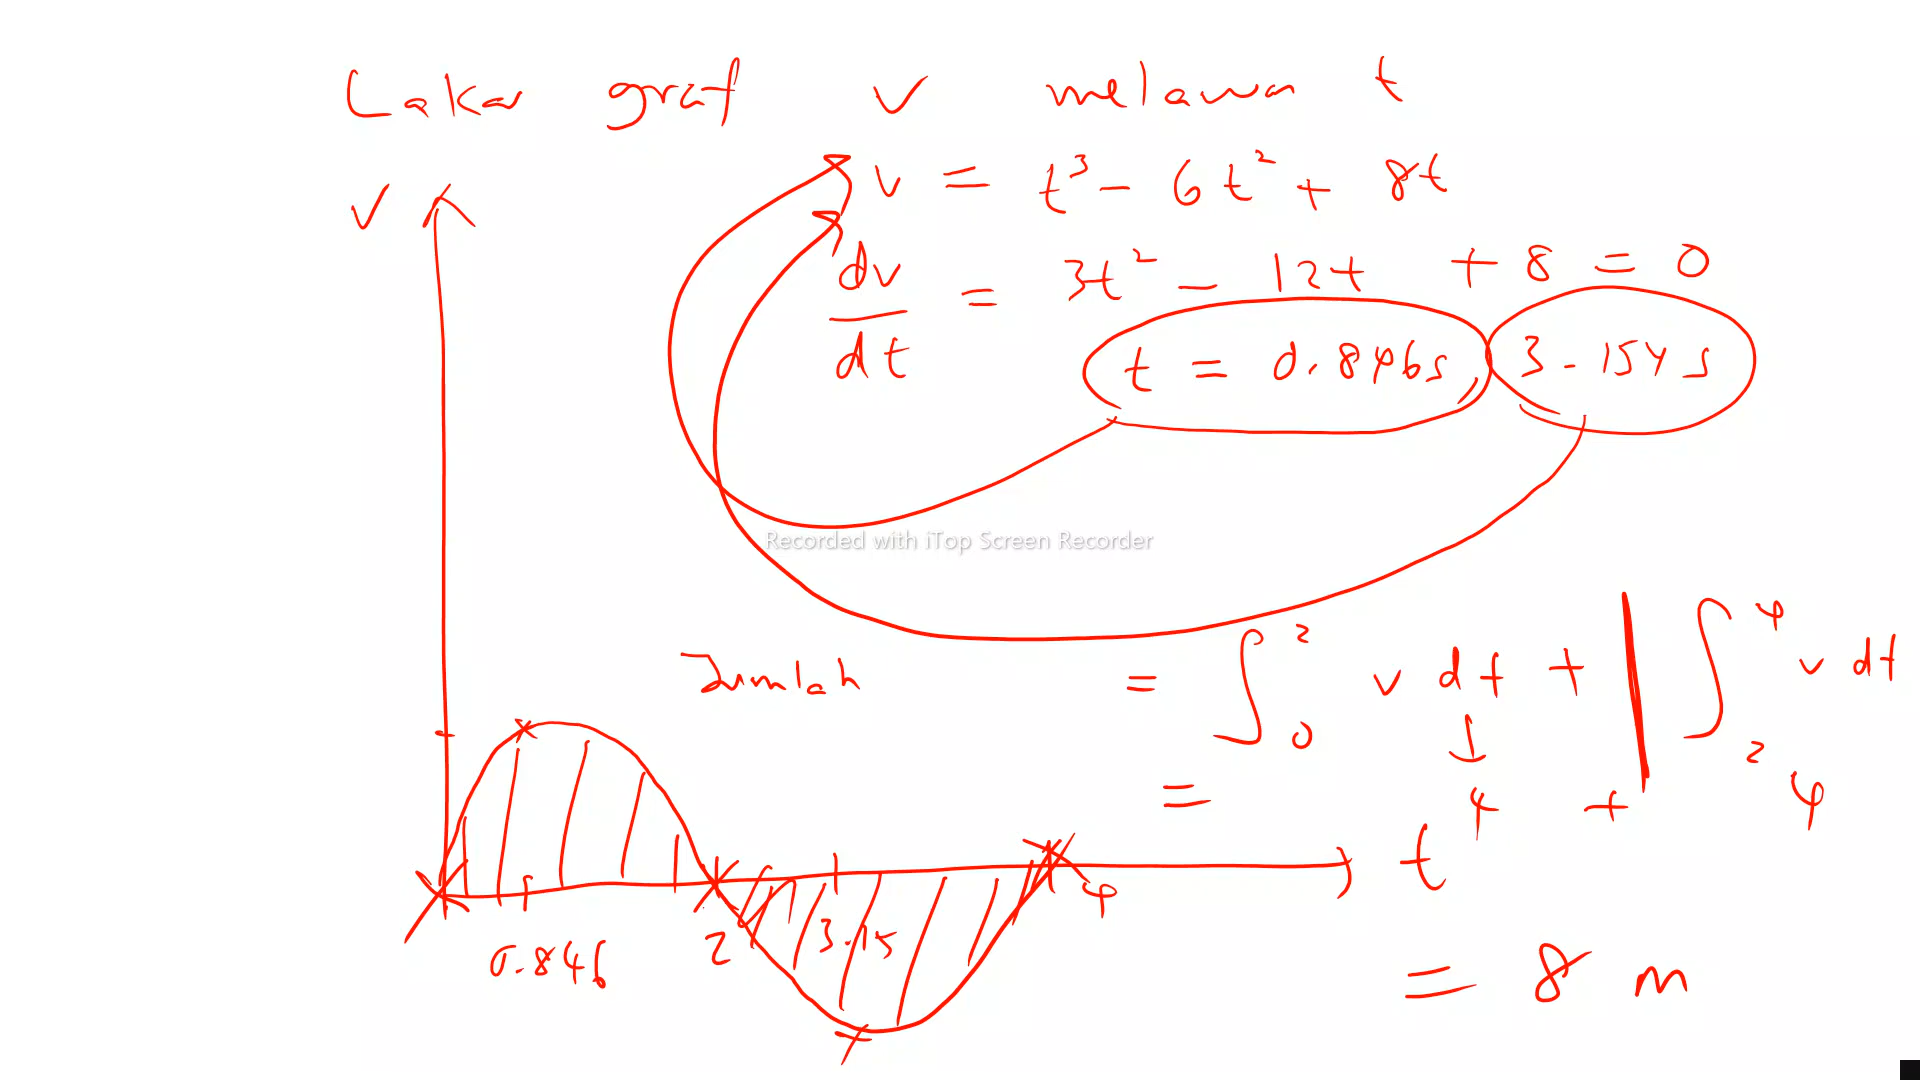 Lakar graf v melawan t
v
v = t³ - 6t² + 8t
dv/dt = 3t² - 12t + 8 = 0
t = 0.846s, 3.154s
Recorded with iTop Screen Recorder
Jumlah = ∫₀² v dt + |∫₂⁴ v dt
= 4 + 4
t
4
0.846 2 3.15
= 8 m